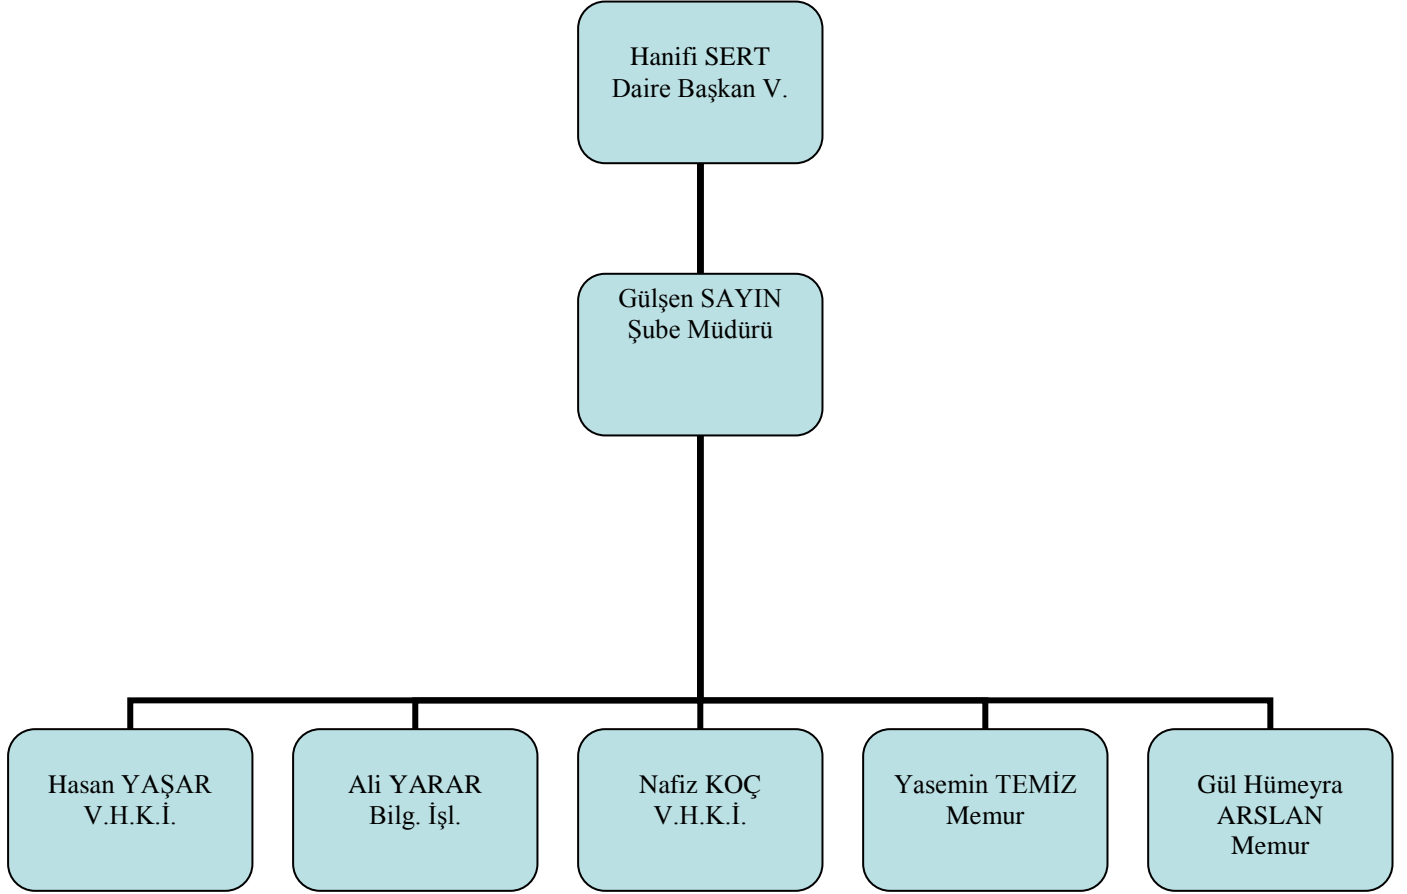 Hanifi SERT
Daire Başkan V.
Gülşen SAYIN
Şube Müdürü
Hasan YAŞAR
V.H.K.İ.
Ali YARAR
Bilg. İşl.
Nafiz KOÇ
V.H.K.İ.
Yasemin TEMİZ
Memur
Gül Hümeyra
ARSLAN
Memur